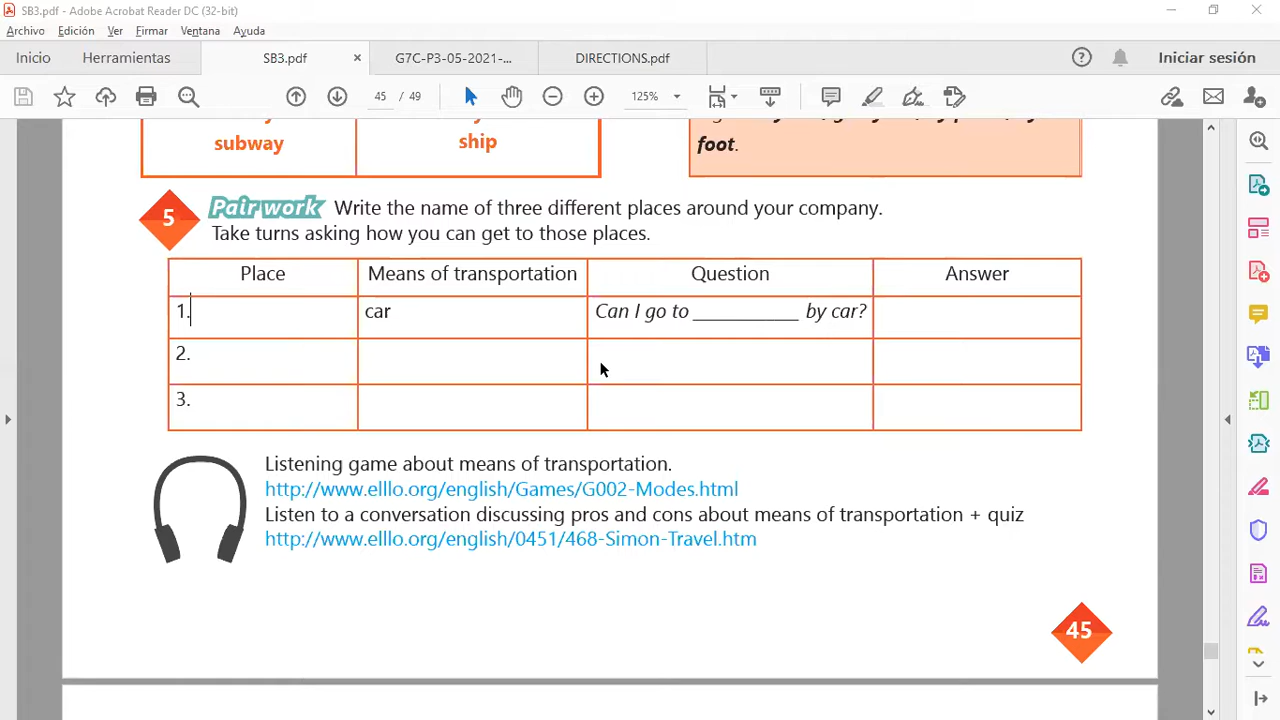 SB3.pdf - Adobe Acrobat Reader DC (32-bit)
Archivo Edición Ver Firmar Ventana Ayuda
Inicio Herramientas SB3.pdf G7C-P3-05-2021-... DIRECTIONS.pdf Iniciar sesión
45 / 49 125%
subway ship
foot.
5 Pair work Write the name of three different places around your company.
Take turns asking how you can get to those places.
Place Means of transportation Question Answer
1. car Can I go to ___________ by car?
2.
3.
Listening game about means of transportation.
http://www.elllo.org/english/Games/G002-Modes.html
Listen to a conversation discussing pros and cons about means of transportation + quiz
http://www.elllo.org/english/0451/468-Simon-Travel.htm
45